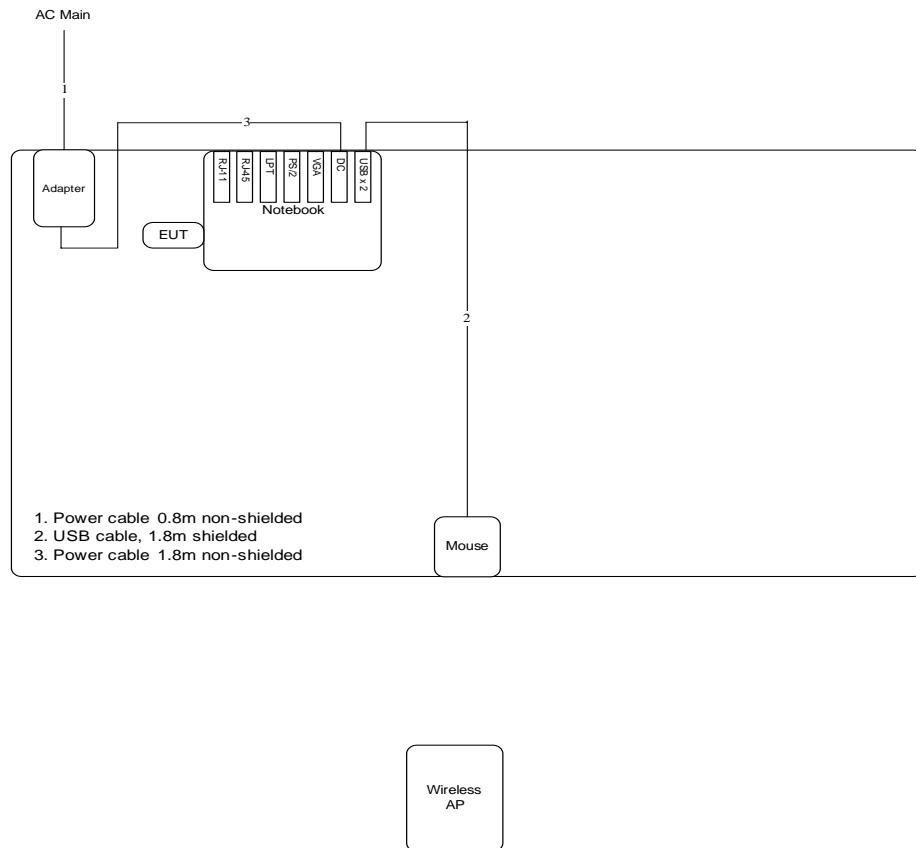 AC Main
1
3
Adapter
RJ-11
RJ-45
LPT
PS/2
VGA
DC
USB x 2
Notebook
EUT
2
1. Power cable 0.8m non-shielded
2. USB cable, 1.8m shielded
3. Power cable 1.8m non-shielded
Mouse
Wireless
AP